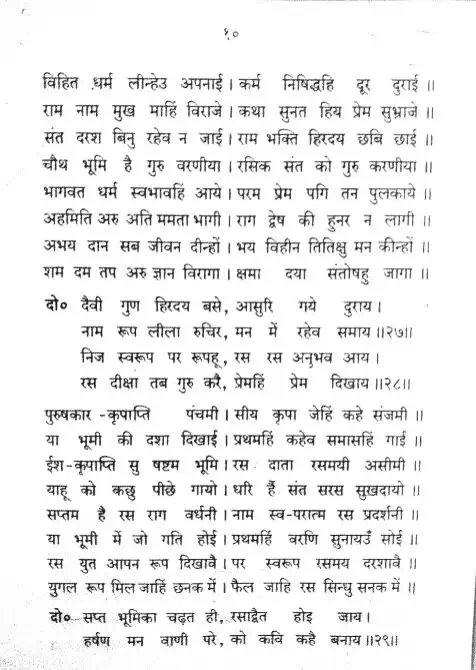 १०
विहित धर्म लीन्हेउ अपनाई। कर्म निषिद्धहि दूर दुराई॥
राम नाम मुख माहिं विराजे। कथा सुनत हिय प्रेम सुभ्राजे॥
संत दरश बिनु रहेव न जाई। राम भक्ति हिरदय छबि छाई॥
चौथ भूमि है गुरु वरणीया। रसिक संत को गुरु करणीया॥
भागवत धर्म स्वभावहिं आये। परम प्रेम पगि तन पुलकाये॥
अहमिति अरु अति ममता भागी। राग द्वेष की हुनर न लागी॥
अभय दान सब जीवन दीन्हों। भय विहीन तितिक्षु मन कीन्हों॥
शम दम तप अरु ज्ञान विरागा। क्षमा दया संतोषहु जागा॥
दो० दैवी गुण हिरदय बसे, आसुरि गये दुराय।
नाम रूप लीला रुचिर, मन में रहेव समाय॥२७॥
निज स्वरूप पर रूपहू, रस रस अनुभव आय।
रस दीक्षा तब गुरु करै, प्रेमहिं प्रेम दिखाय॥२८॥
पुरुषकार-कृपाप्ति पंचमी। सीय कृपा जेहिं कहे संजमी॥
या भूमी की दशा दिखाई। प्रथमहिं कहेव समासहिं गाई॥
ईश-कृपाप्ति सु षष्टम भूमि। रस दाता रसमयी असीमी॥
याहू को कछु पीछे गायो। धरि हैं संत सरस सुखदायो॥
सप्तम है रस राग वर्धनी। नाम स्व-परात्म रस प्रदर्शनी॥
या भूमी में जो गति होई। प्रथमहिं वरणि सुनायउँ सोई॥
रस युत आपन रूप दिखावै। पर स्वरूप रसमय दरशावै॥
युगल रूप मिल जाहिं छनक में। फैल जाहि रस सिन्धु सनक में॥
दो० सप्त भूमिका चढ़त ही, रसाद्वैत होइ जाय।
हर्षण मन वाणी परे, को कवि कहै बनाय॥२९॥